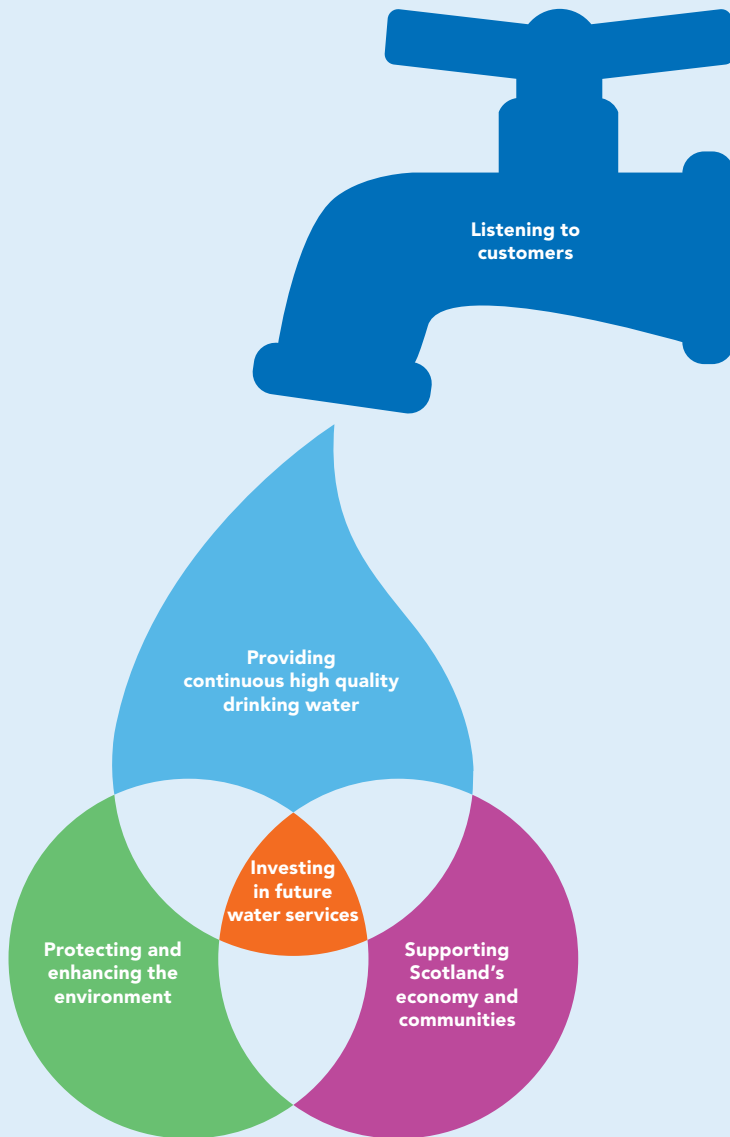 Listening to
customers
Providing
continuous high quality
drinking water
Investing
in future
water services
Protecting and
enhancing the
environment
Supporting
Scotland’s
economy and
communities